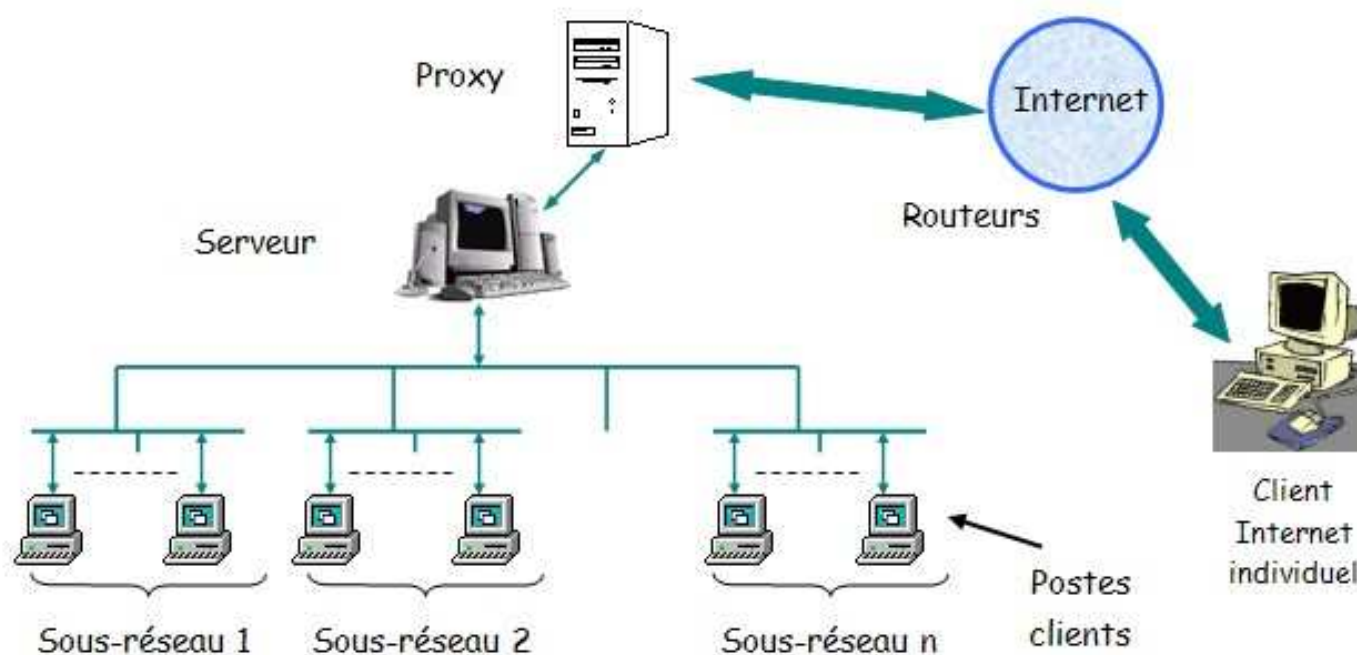 Proxy
Internet
Routeurs
Serveur
Client
Internet
individuel
Postes
clients
Sous-réseau 1
Sous-réseau 2
Sous-réseau n